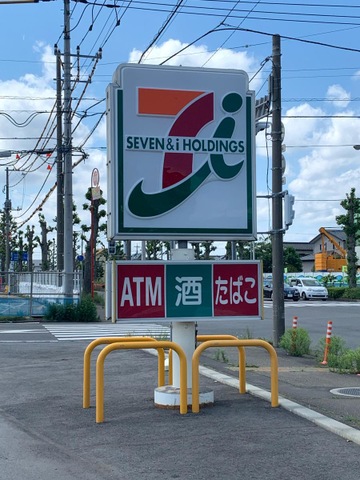 SEVEN & i HOLDINGS
ATM 酒 たばこ